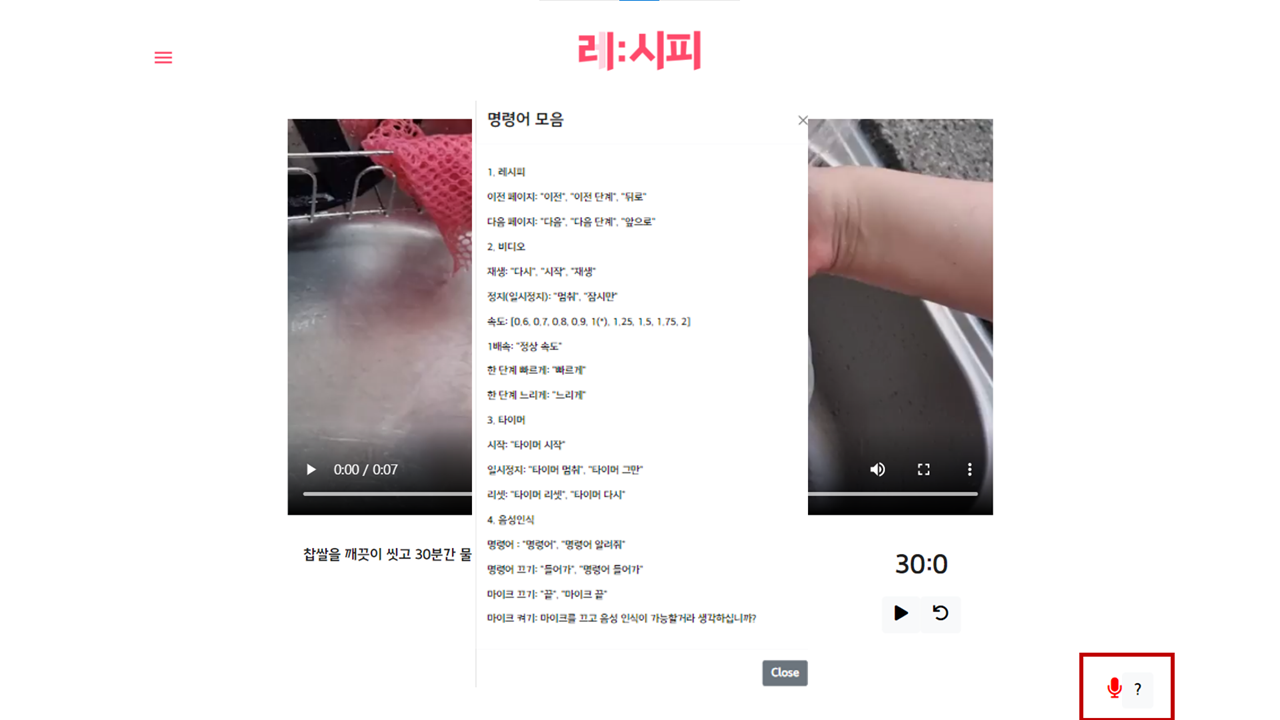 레:시피
명령어 모음
1. 레시피
이전 페이지: "이전", "이전 단계", "뒤로"
다음 페이지: "다음", "다음 단계", "앞으로"
2. 비디오
재생: "다시", "시작", "재생"
정지(일시정지): "멈춰", "잠시만"
속도: [0.6, 0.7, 0.8, 0.9, 1(*), 1.25, 1.5, 1.75, 2]
1배속: "정상 속도"
한 단계 빠르게: "빠르게"
한 단계 느리게: "느리게"
3. 타이머
시작: "타이머 시작"
일시정지: "타이머 멈춰", "타이머 그만"
리셋: "타이머 리셋", "타이머 다시"
4. 음성인식
명령어 : "명령어", "명령어 알려줘"
명령어 끄기: "들어가", "명령어 들어가"
마이크 끄기: "끝", "마이크 끝"
마이크 켜기: 마이크를 끄고 음성 인식이 가능할거라 생각하십니까?
Close
0:00 / 0:07
찹쌀을 깨끗이 씻고 30분간 물
30:0
?